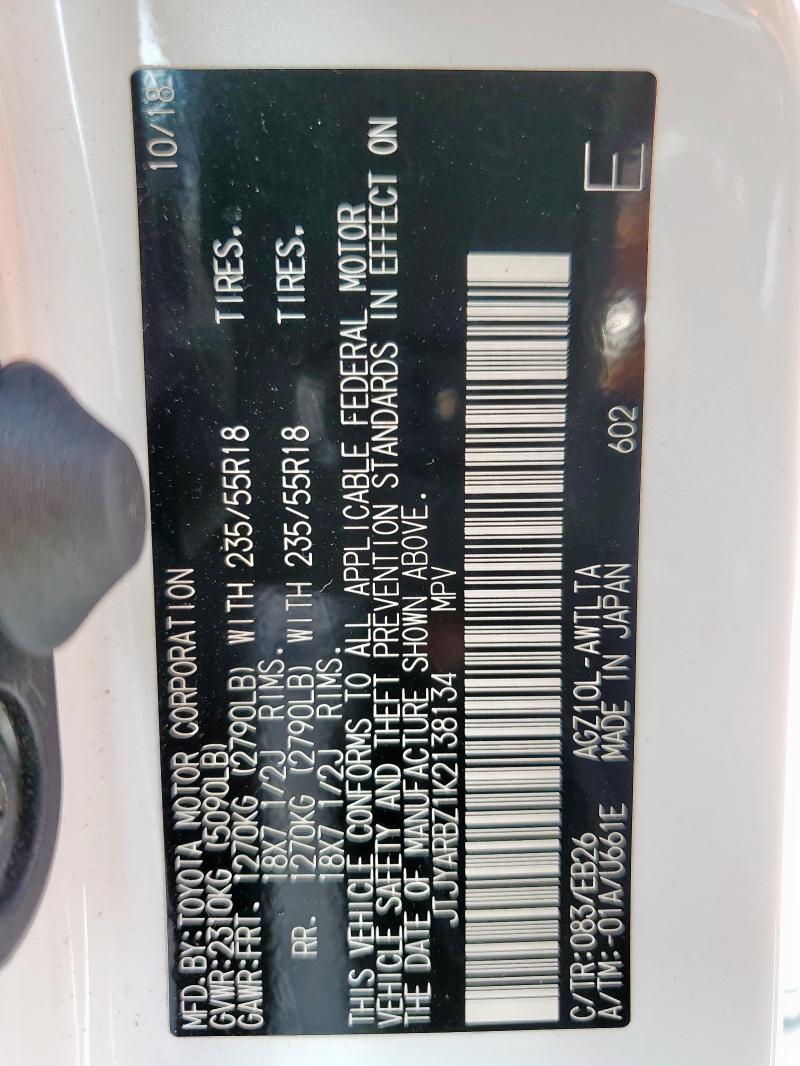 MFD.BY:TOYOTA MOTOR CORPORATION 10/18
GVWR:2310KG (5090LB)
GAWR:FRT. 1270KG (2790LB) WITH 235/55R18 TIRES.
18X7 1/2J RIMS.
RR. 1270KG (2790LB) WITH 235/55R18 TIRES.
18X7 1/2J RIMS.
THIS VEHICLE CONFORMS TO ALL APPLICABLE FEDERAL MOTOR
VEHICLE SAFETY AND THEFT PREVENTION STANDARDS IN EFFECT ON
THE DATE OF MANUFACTURE SHOWN ABOVE.
JTJYARBZ1K2138134 MPV
C/TR:083/EB26 AGZ10L-AWTLTA
A/TM:-01A/U661E MADE IN JAPAN 602 E